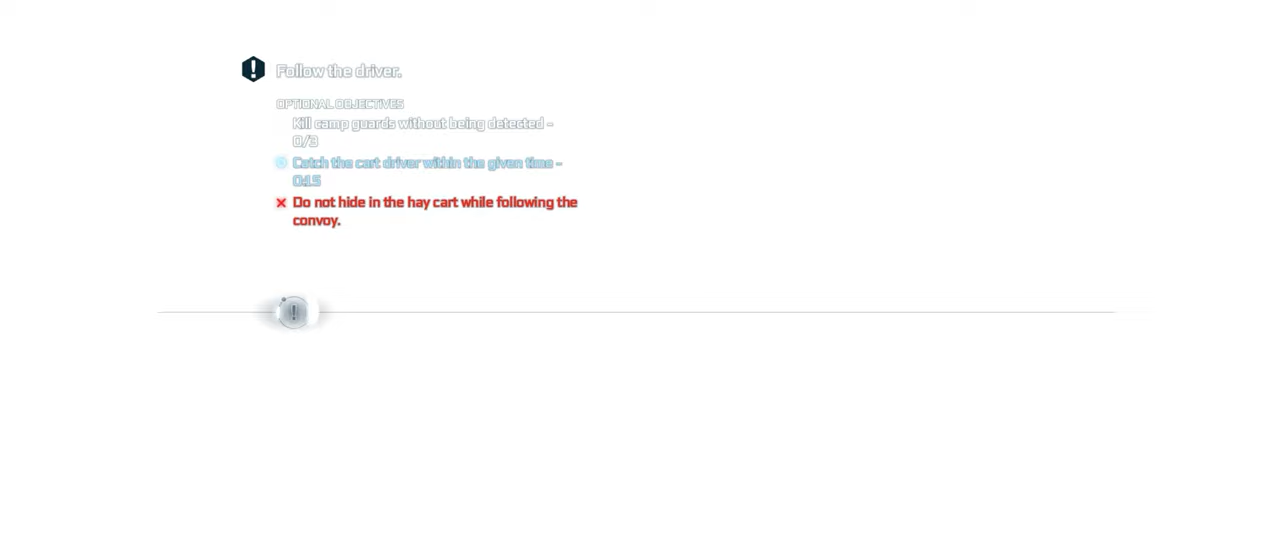 Follow the driver.
OPTIONAL OBJECTIVES
Kill camp guards without being detected -
0/3
Catch the cart driver within the given time -
0:15
Do not hide in the hay cart while following the
convoy.